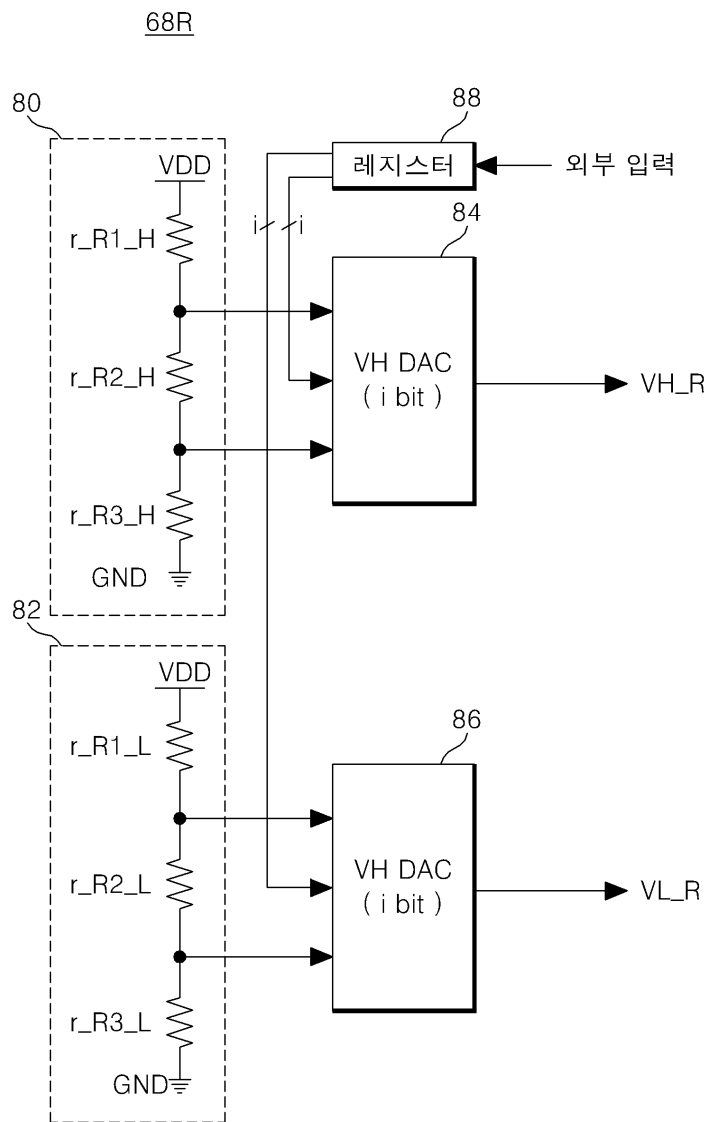 68R
80
VDD
r_R1_H
r_R2_H
r_R3_H
GND
88
레지스터
외부 입력
i
i
84
VH DAC
( i bit )
VH_R
82
VDD
r_R1_L
r_R2_L
r_R3_L
GND
86
VH DAC
( i bit )
VL_R